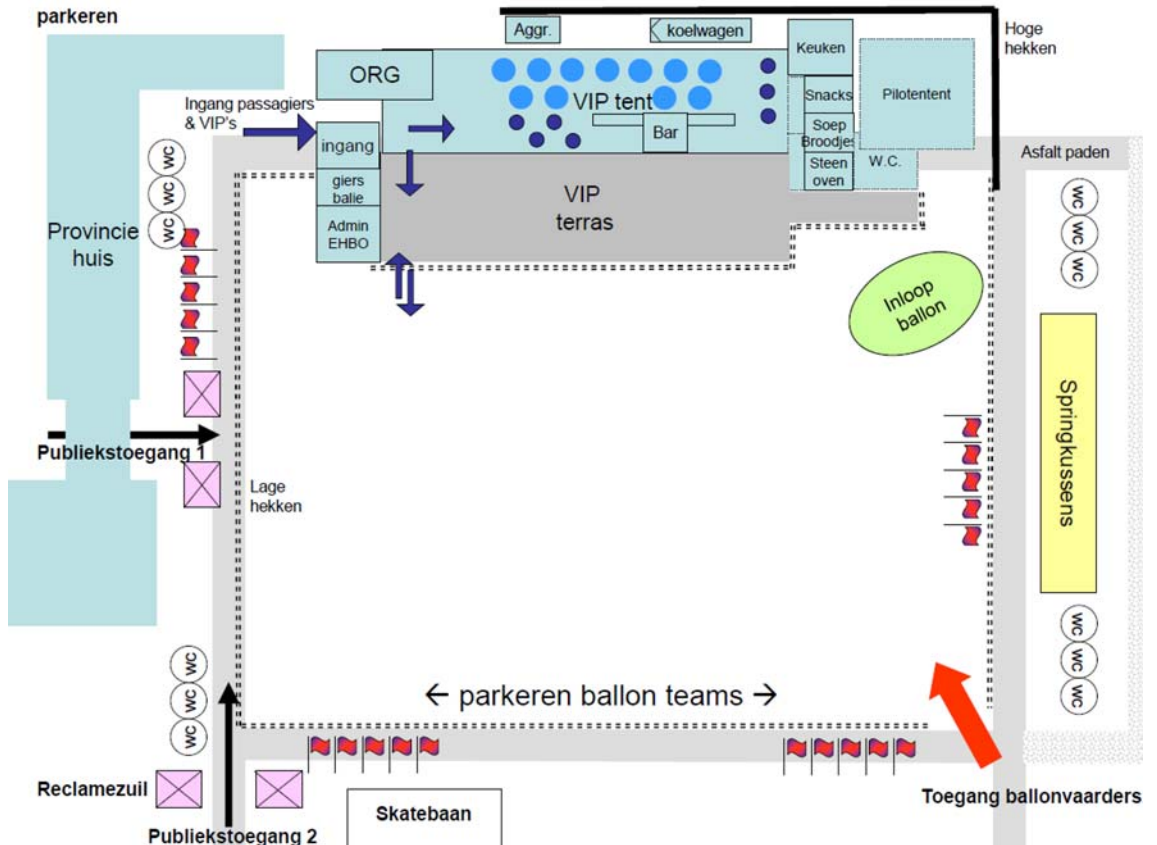 parkeren
Aggr.
koelwagen
Keuken
Hoge
hekken
ORG
Ingang passagiers
& VIP's
VIP tent
Snacks
Pilotentent
Bar
Soep
Broodjes
ingang
Steen
oven
W.C.
Asfalt paden
giers
balie
VIP
terras
Admin
EHBO
WC
WC
WC
WC
WC
WC
Provincie
huis
Inloop
ballon
Springkussens
Publiekstoegang 1
Lage
hekken
WC
WC
WC
WC
WC
WC
← parkeren ballon teams →
Reclamezuil
Skatebaan
Toegang ballonvaarders
Publiekstoegang 2